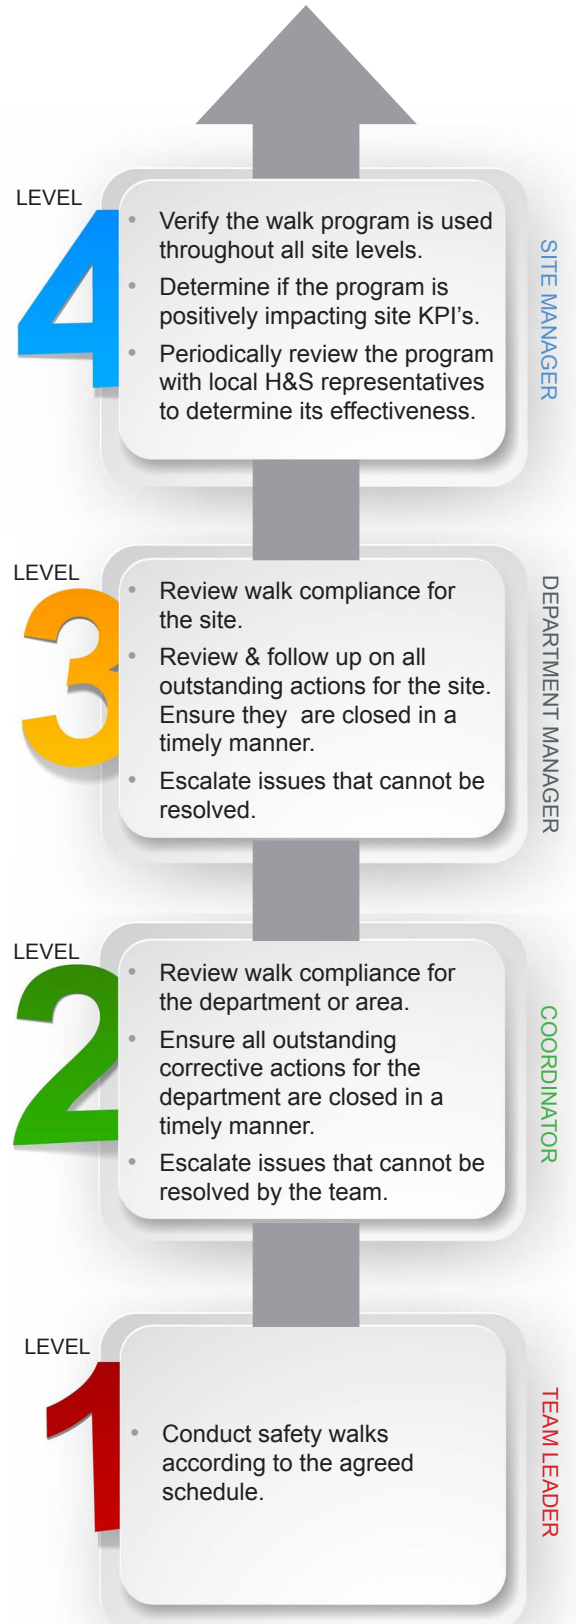 LEVEL
4
• Verify the walk program is used
throughout all site levels.
• Determine if the program is
positively impacting site KPI's.
• Periodically review the program
with local H&S representatives
to determine its effectiveness.
SITE MANAGER
LEVEL
3
• Review walk compliance for
the site.
• Review & follow up on all
outstanding actions for the site.
Ensure they  are closed in a
timely manner.
• Escalate issues that cannot be
resolved.
DEPARTMENT MANAGER
LEVEL
2
• Review walk compliance for
the department or area.
• Ensure all outstanding
corrective actions for the
department are closed in a
timely manner.
• Escalate issues that cannot be
resolved by the team.
COORDINATOR
LEVEL
1
• Conduct safety walks
according to the agreed
schedule.
TEAM LEADER